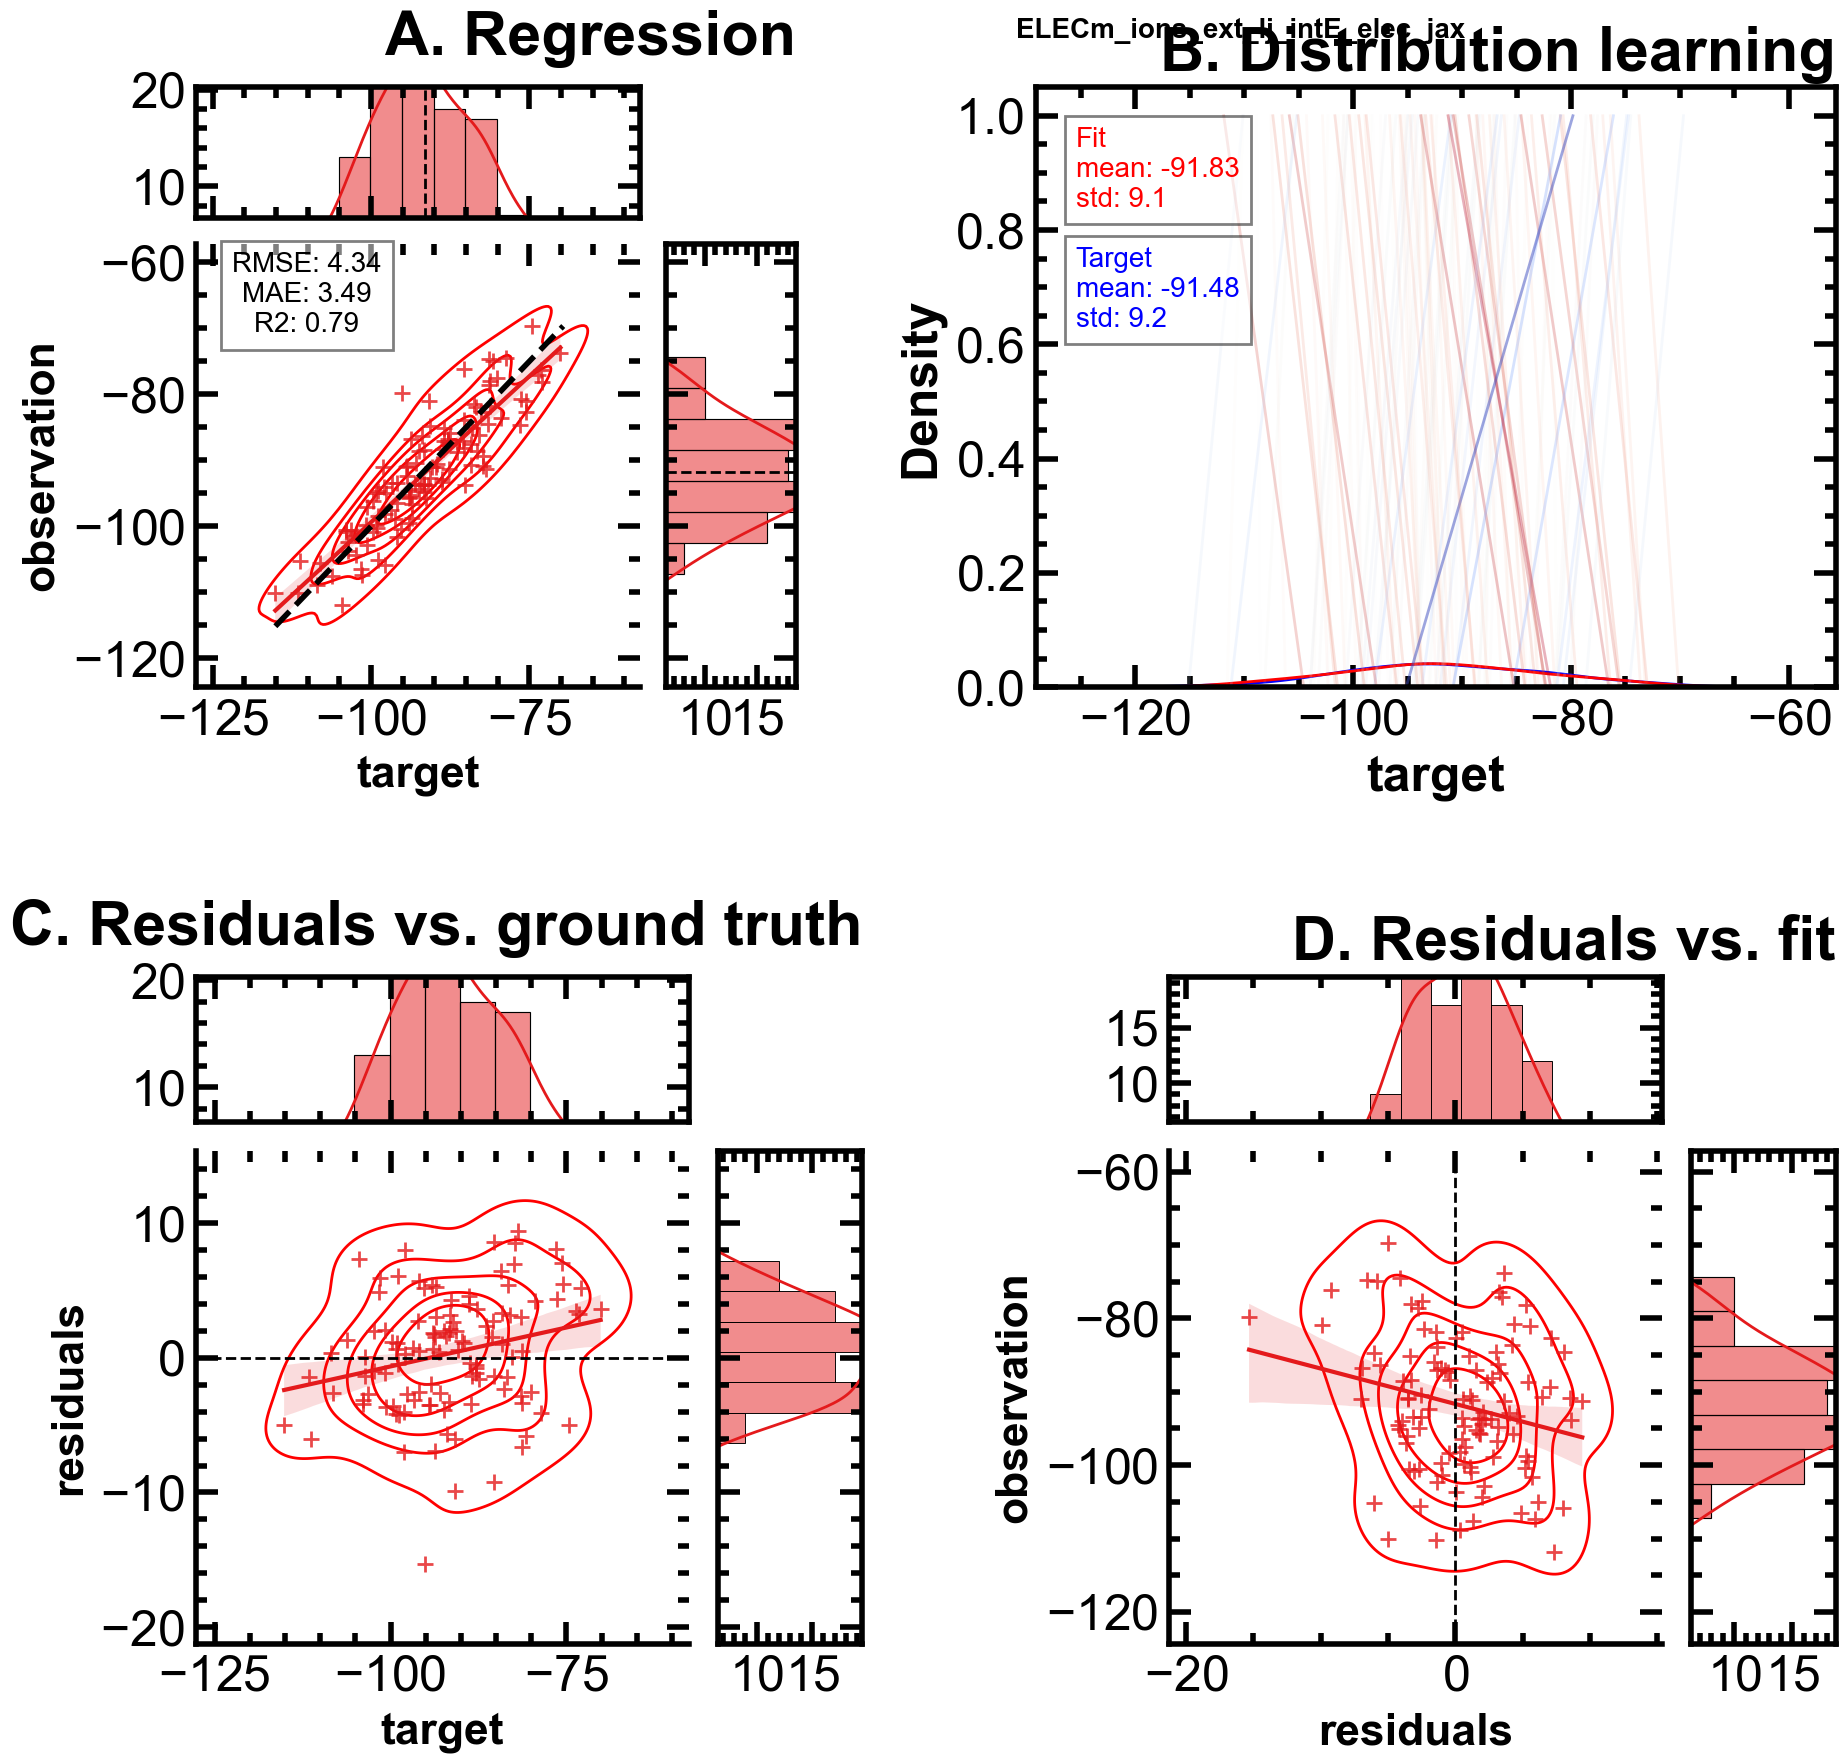 A. Regression
ELECm_ions_ext_lj_intE_elec_jax
B. Distribution learning
20
10
−60
−80
−100
−120
observation
RMSE: 4.34
MAE: 3.49
R2: 0.79
−125 −100 −75
1015
target
1.0
0.8
0.6
0.4
0.2
0.0
Density
Fit
mean: -91.83
std: 9.1
Target
mean: -91.48
std: 9.2
−120 −100 −80 −60
target
C. Residuals vs. ground truth
20
10
10
0
−10
−20
residuals
−125 −100 −75
1015
target
D. Residuals vs. fit
15
10
−60
−80
−100
−120
observation
−20 0
1015
residuals